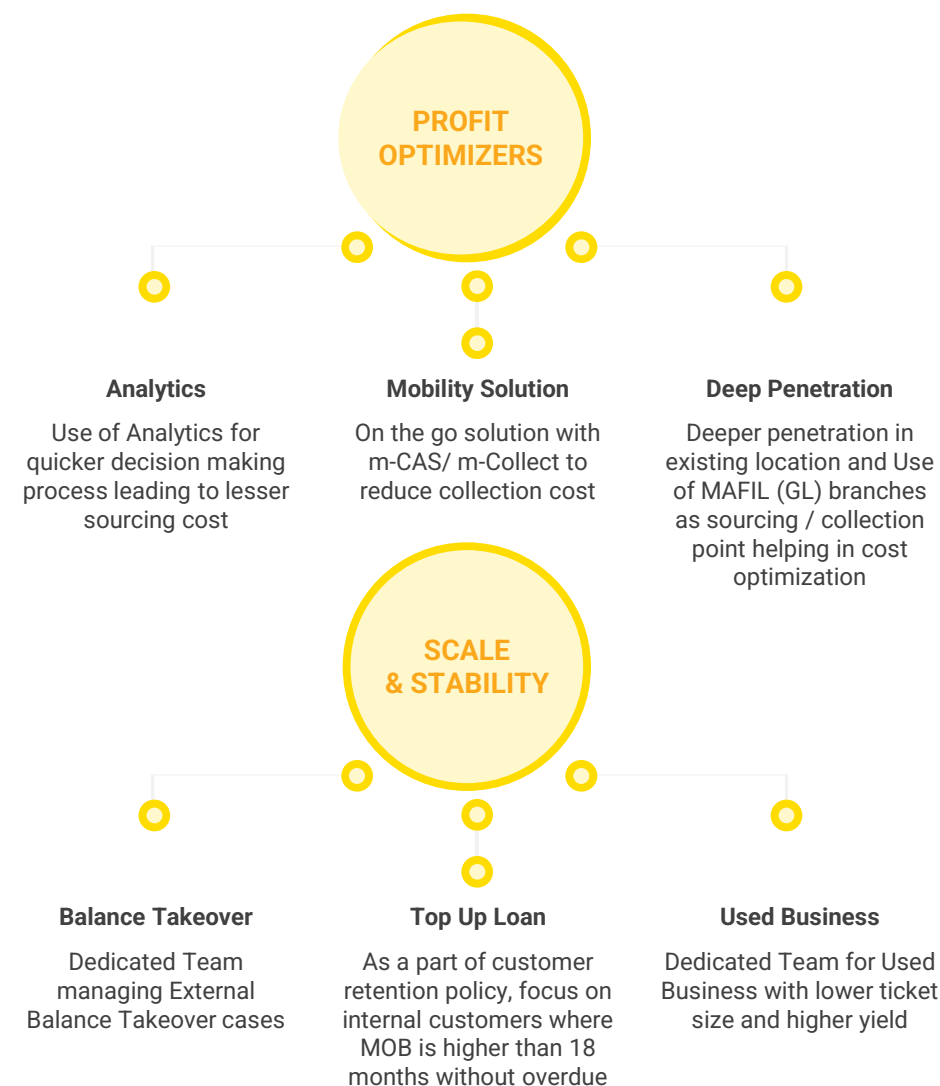 PROFIT
OPTIMIZERS
Analytics
Use of Analytics for
quicker decision making
process leading to lesser
sourcing cost
Mobility Solution
On the go solution with
m-CAS/ m-Collect to
reduce collection cost
Deep Penetration
Deeper penetration in
existing location and Use
of MAFIL (GL) branches
as sourcing / collection
point helping in cost
optimization
SCALE
& STABILITY
Balance Takeover
Dedicated Team
managing External
Balance Takeover cases
Top Up Loan
As a part of customer
retention policy, focus on
internal customers where
MOB is higher than 18
months without overdue
Used Business
Dedicated Team for Used
Business with lower ticket
size and higher yield